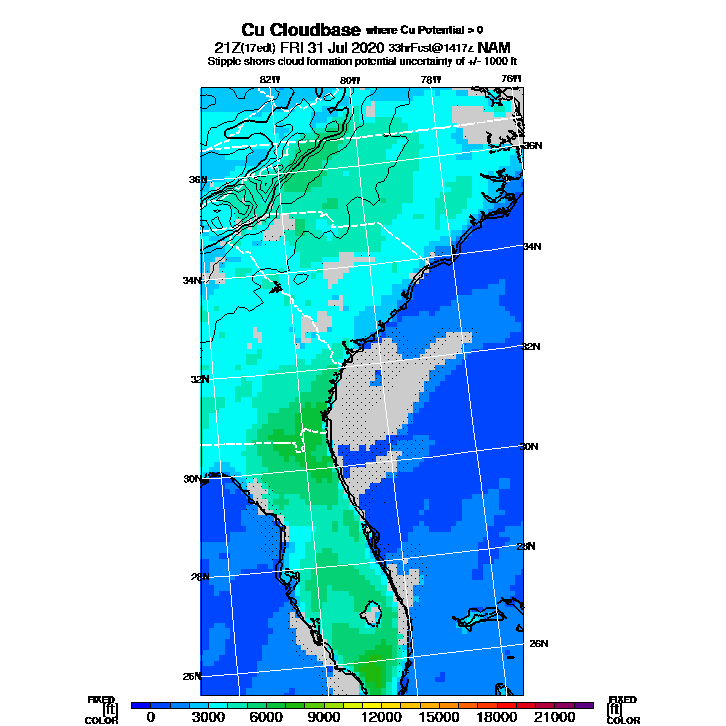 Cu Cloudbase where Cu Potential > 0
21Z(17edt) FRI 31 Jul 2020 33hrFcst@1417z NAM
Stipple shows cloud formation potential uncertainty of +/- 1000 ft
82W 80W 78W 76W
36N
36N
34N
34N
32N
32N
30N
30N
28N
28N
26N
26N
FIXED FIXED
[ft] [ft]
COLOR 0 3000 6000 9000 12000 15000 18000 21000 COLOR